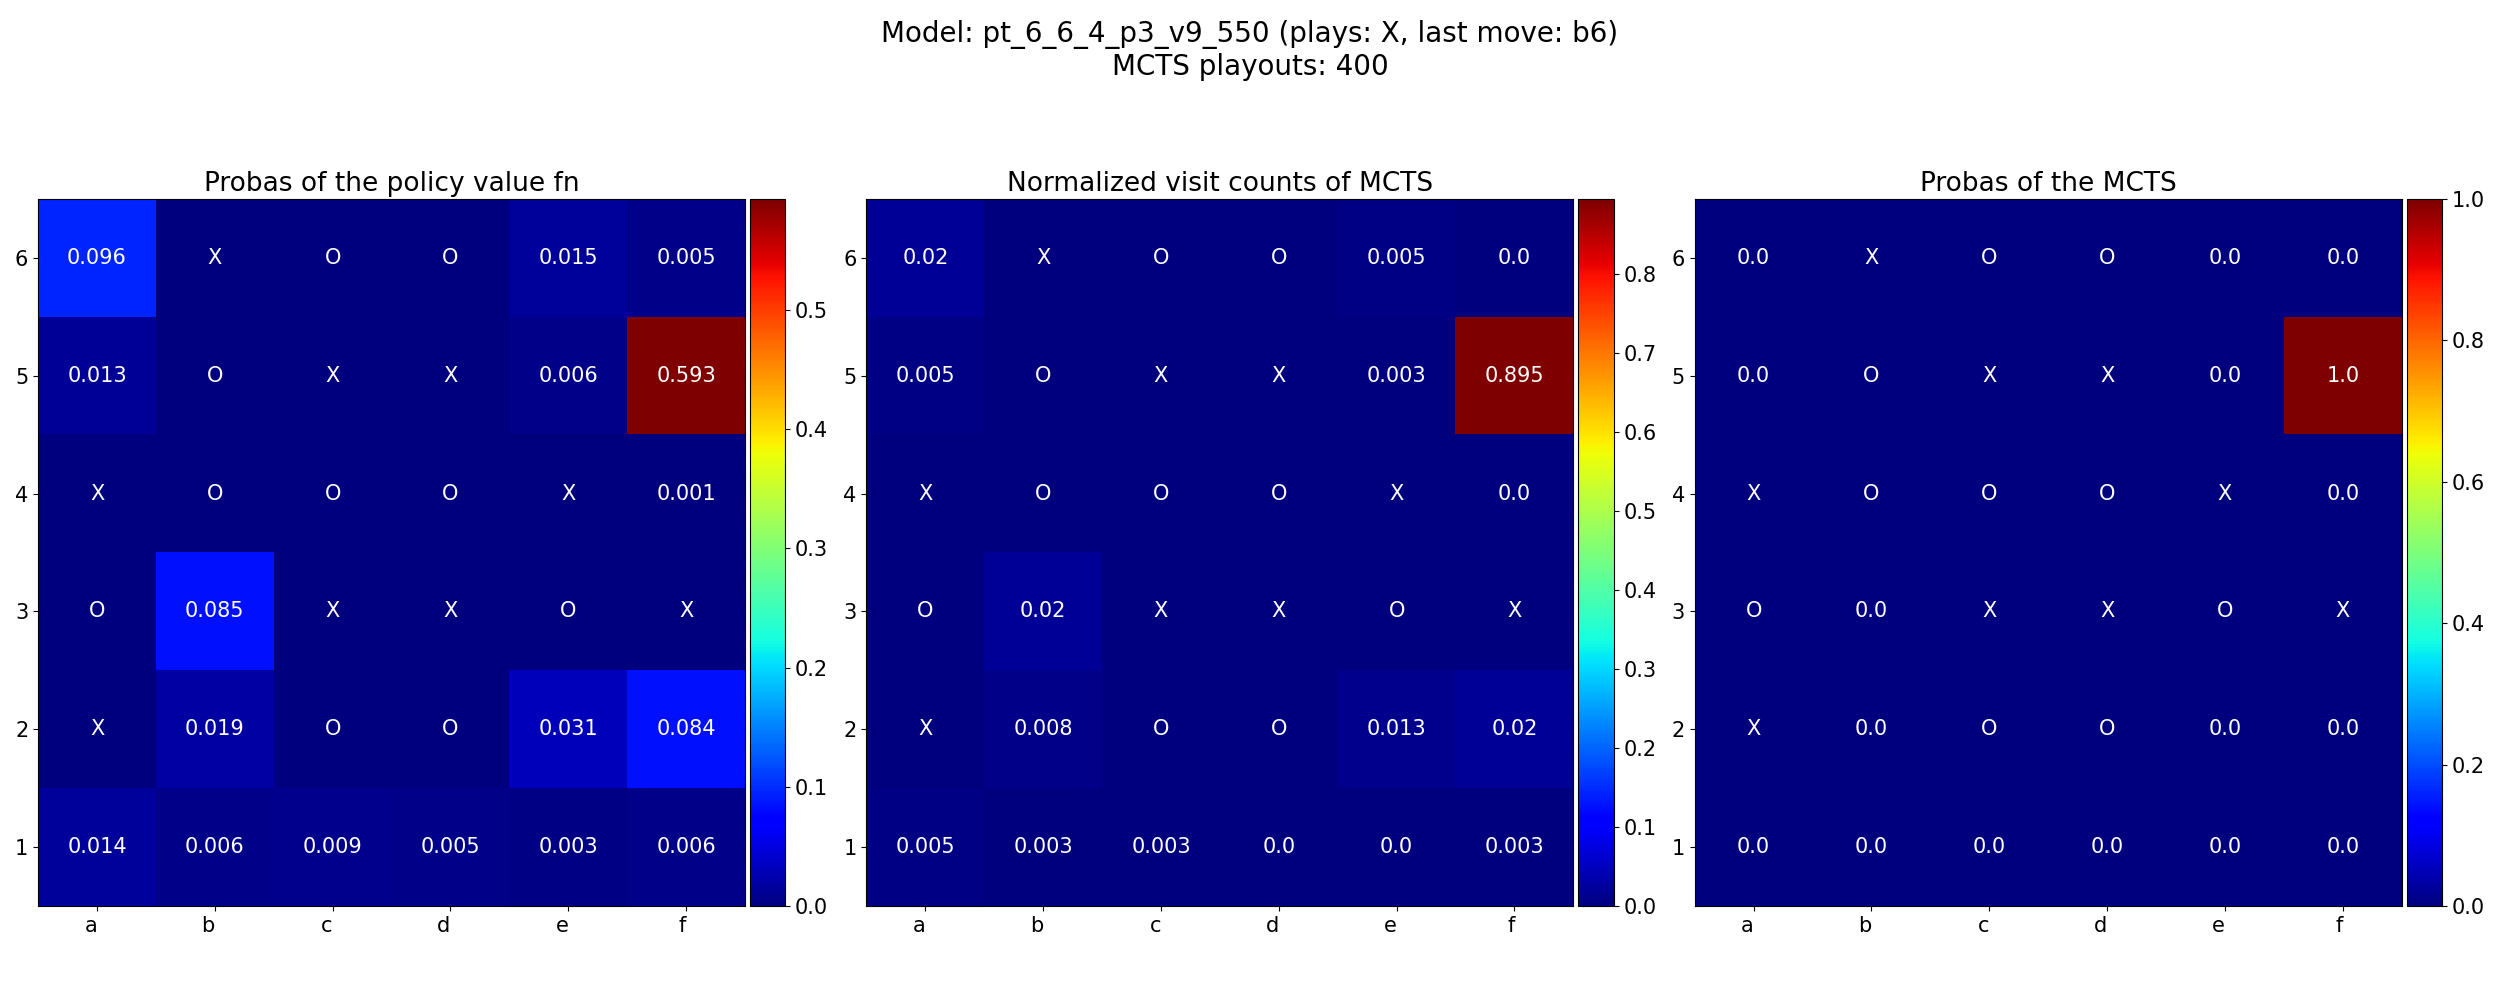 Model: pt_6_6_4_p3_v9_550 (plays: X, last move: b6)
MCTS playouts: 400
Probas of the policy value fn
6 0.096 X O O 0.015 0.005
5 0.013 O X X 0.006 0.593
4 X O O O X 0.001
3 O 0.085 X X O X
2 X 0.019 O O 0.031 0.084
1 0.014 0.006 0.009 0.005 0.003 0.006
a b c d e f
0.5
0.4
0.3
0.2
0.1
0.0
Normalized visit counts of MCTS
6 0.02 X O O 0.005 0.0
5 0.005 O X X 0.003 0.895
4 X O O O X 0.0
3 O 0.02 X X O X
2 X 0.008 O O 0.013 0.02
1 0.005 0.003 0.003 0.0 0.0 0.003
a b c d e f
0.8
0.7
0.6
0.5
0.4
0.3
0.2
0.1
0.0
Probas of the MCTS
6 0.0 X O O 0.0 0.0
5 0.0 O X X 0.0 1.0
4 X O O O X 0.0
3 O 0.0 X X O X
2 X 0.0 O O 0.0 0.0
1 0.0 0.0 0.0 0.0 0.0 0.0
a b c d e f
1.0
0.8
0.6
0.4
0.2
0.0